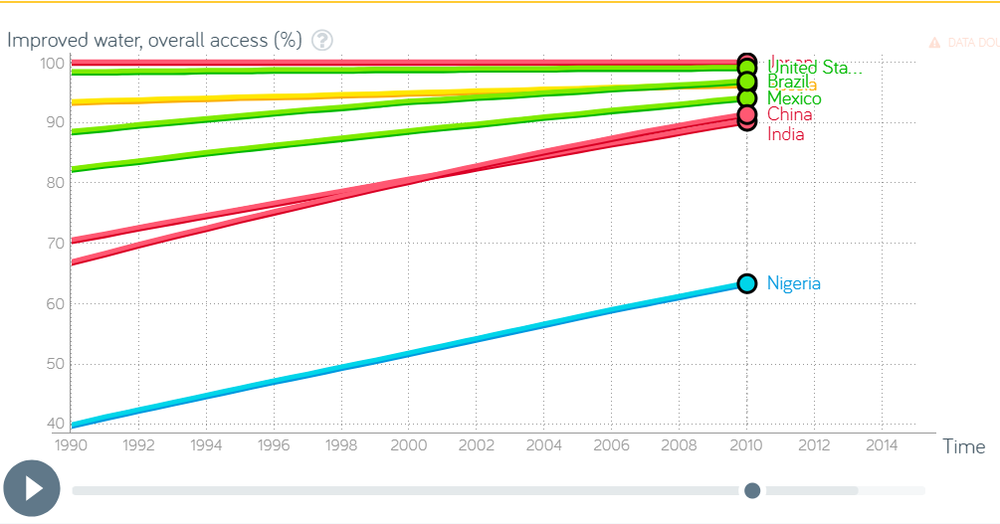 Improved water, overall access (%) ?
DATA DOU
100
90
80
70
60
50
40
United Sta...
Brazil
Mexico
China
India
Nigeria
1990 1992 1994 1996 1998 2000 2002 2004 2006 2008 2010 2012 2014
Time